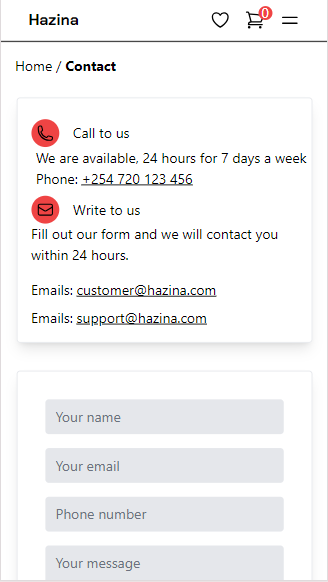 Hazina
0
Home / Contact
Call to us
We are available, 24 hours for 7 days a week
Phone: +254 720 123 456
Write to us
Fill out our form and we will contact you
within 24 hours.
Emails: customer@hazina.com
Emails: support@hazina.com
Your name
Your email
Phone number
Your message